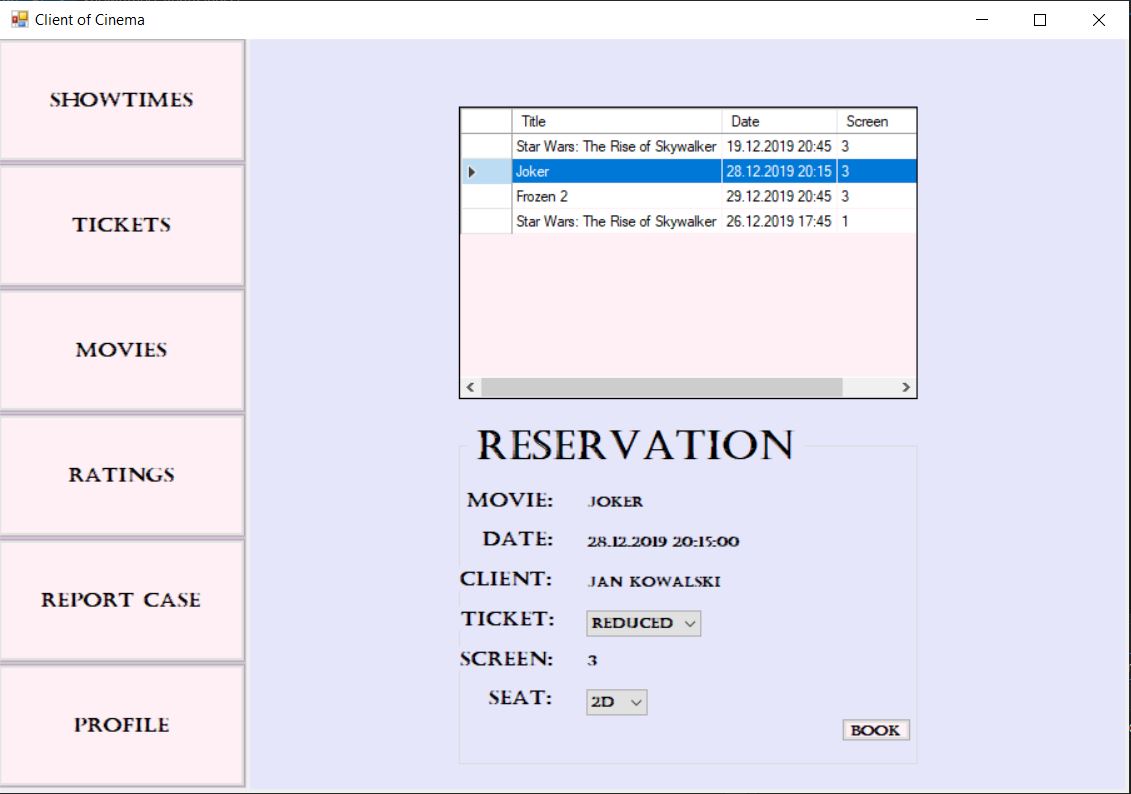 Client of Cinema
SHOWTIMES
TICKETS
MOVIES
RATINGS
REPORT CASE
PROFILE
Title Date Screen
Star Wars: The Rise of Skywalker 19.12.2019 20:45 3
Joker 28.12.2019 20:15 3
Frozen 2 29.12.2019 20:45 3
Star Wars: The Rise of Skywalker 26.12.2019 17:45 1
RESERVATION
MOVIE: JOKER
DATE: 28.12.2019 20:15:00
CLIENT: JAN KOWALSKI
TICKET: REDUCED
SCREEN: 3
SEAT: 2D
BOOK